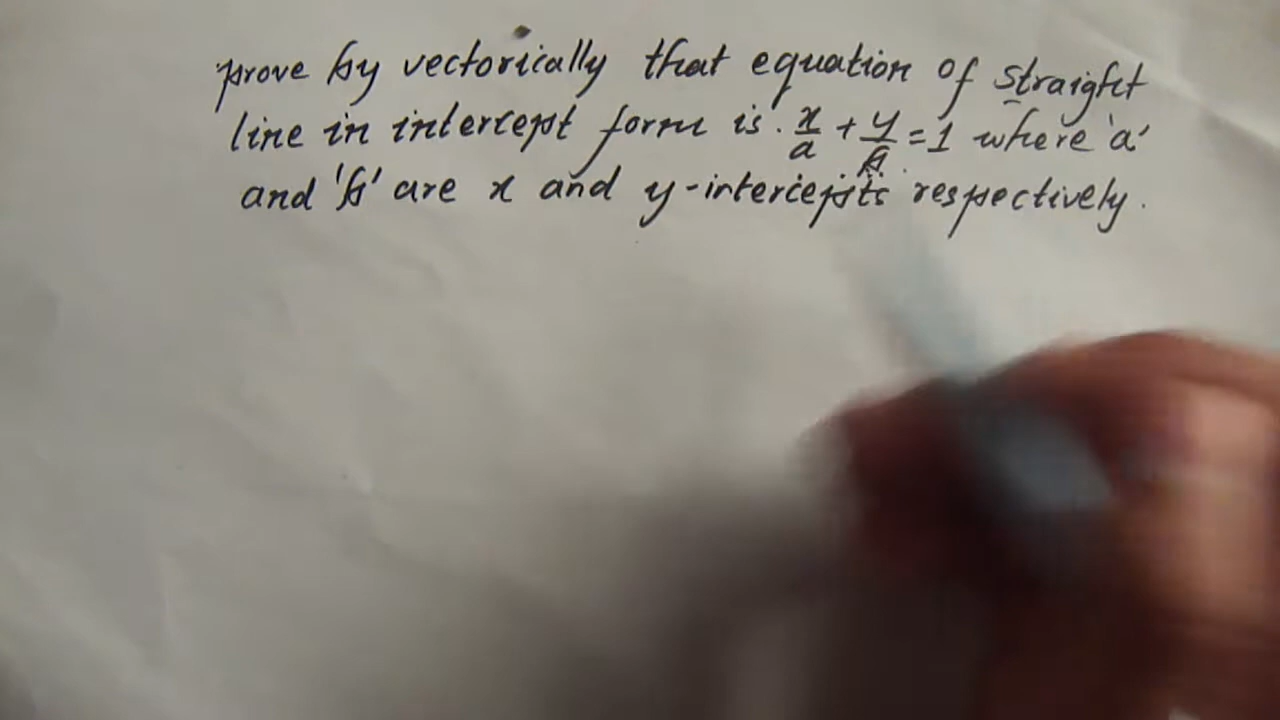 prove by vectorically that equation of straight
line in intercept form is. x/a + y/b = 1 where 'a'
and 'b' are x and y-intercepts respectively.